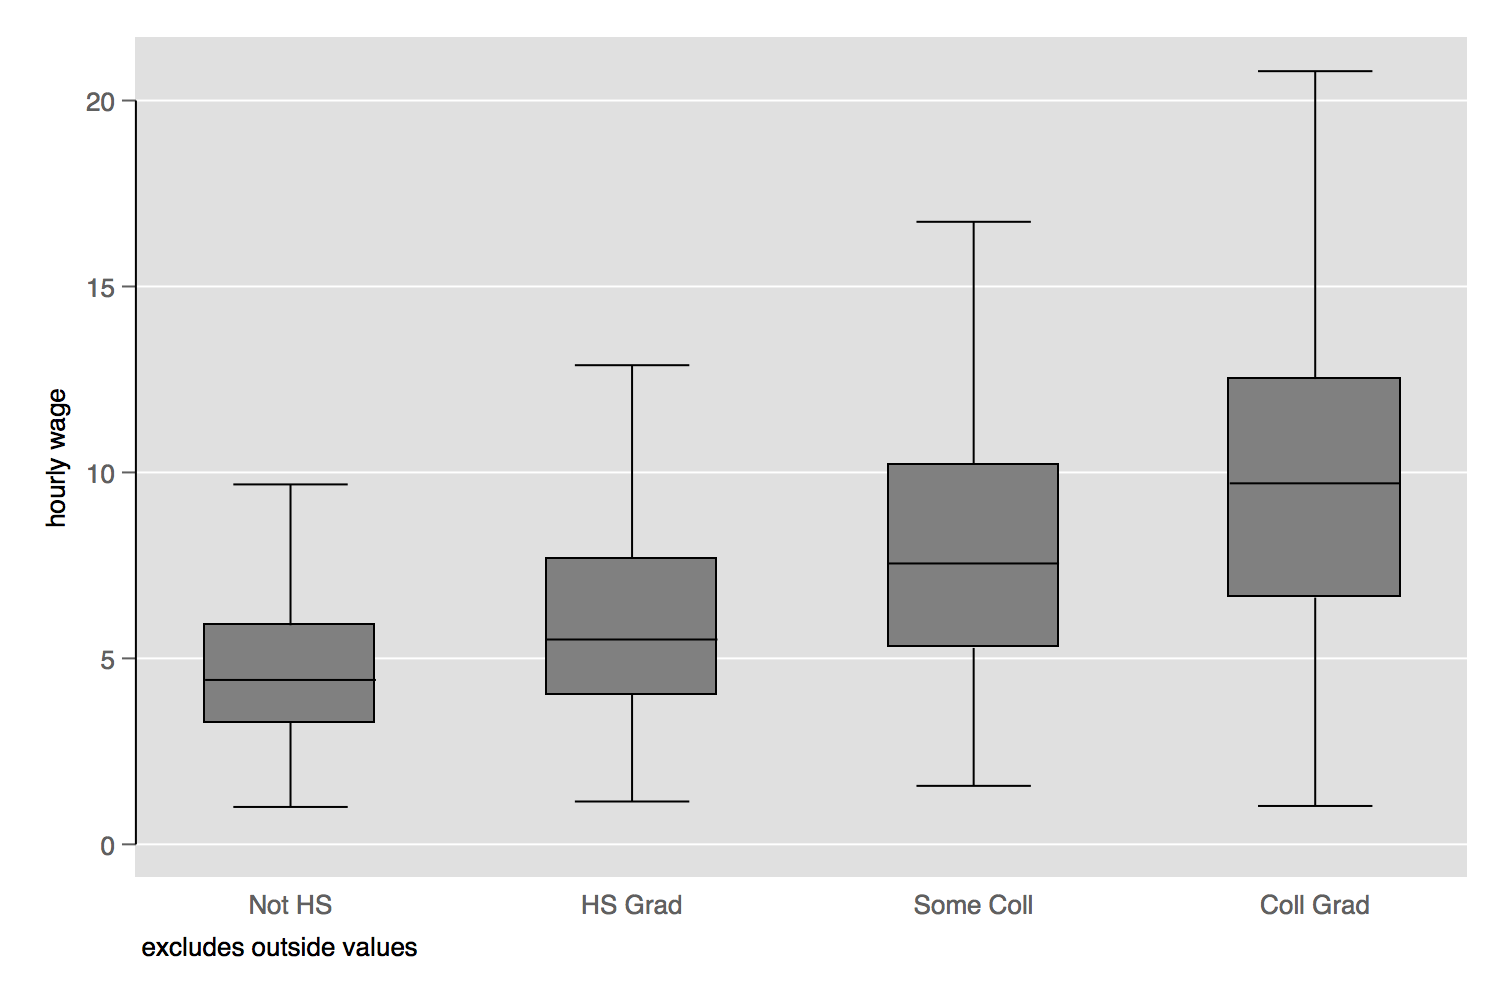 20
15
10
5
0
hourly wage
Not HS
HS Grad
Some Coll
Coll Grad
excludes outside values